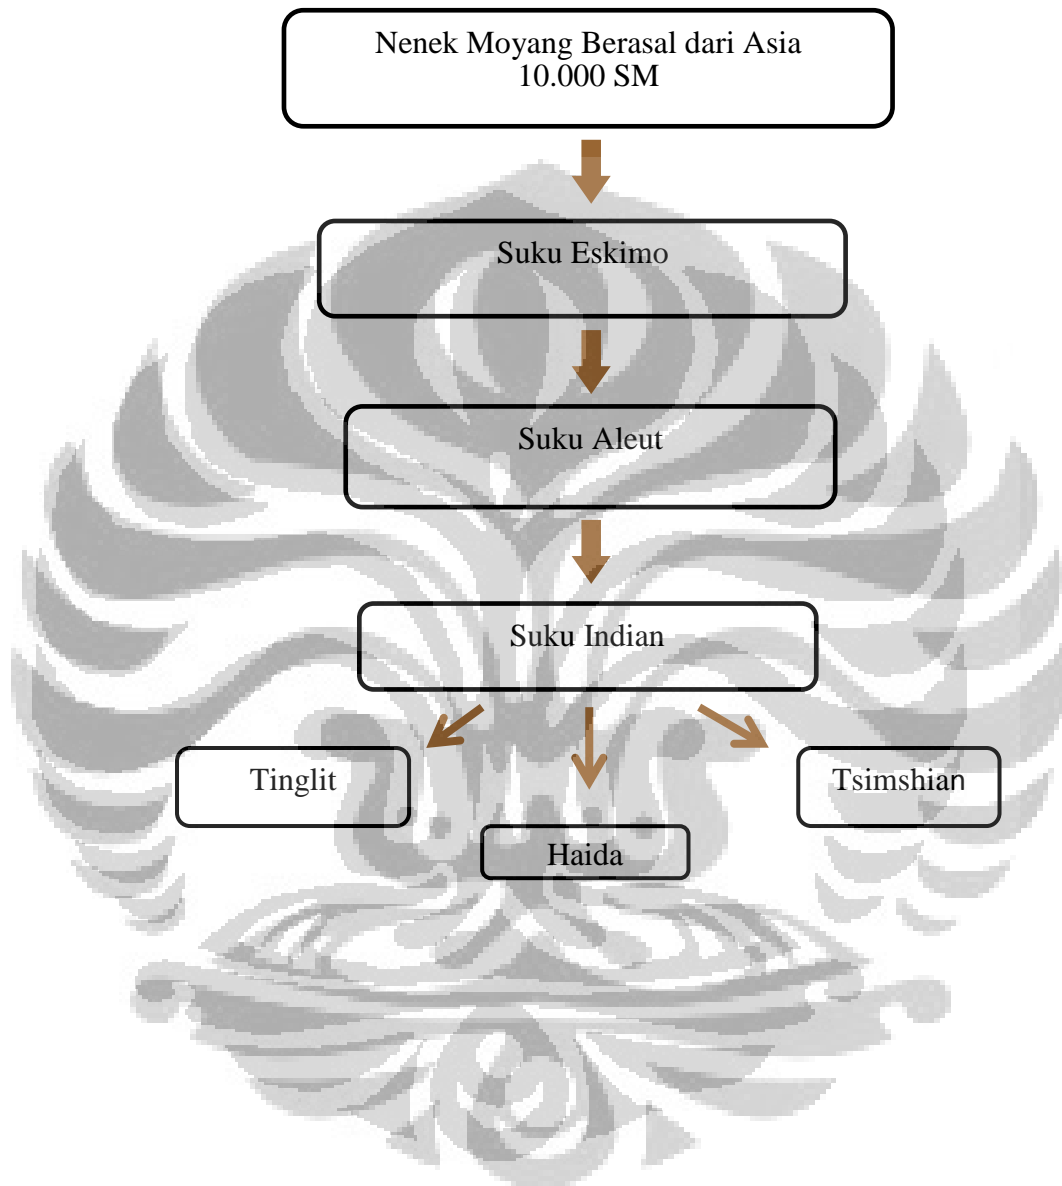 Nenek Moyang Berasal dari Asia
10.000 SM
Suku Eskimo
Suku Aleut
Suku Indian
Tinglit
Tsimshian
Haida